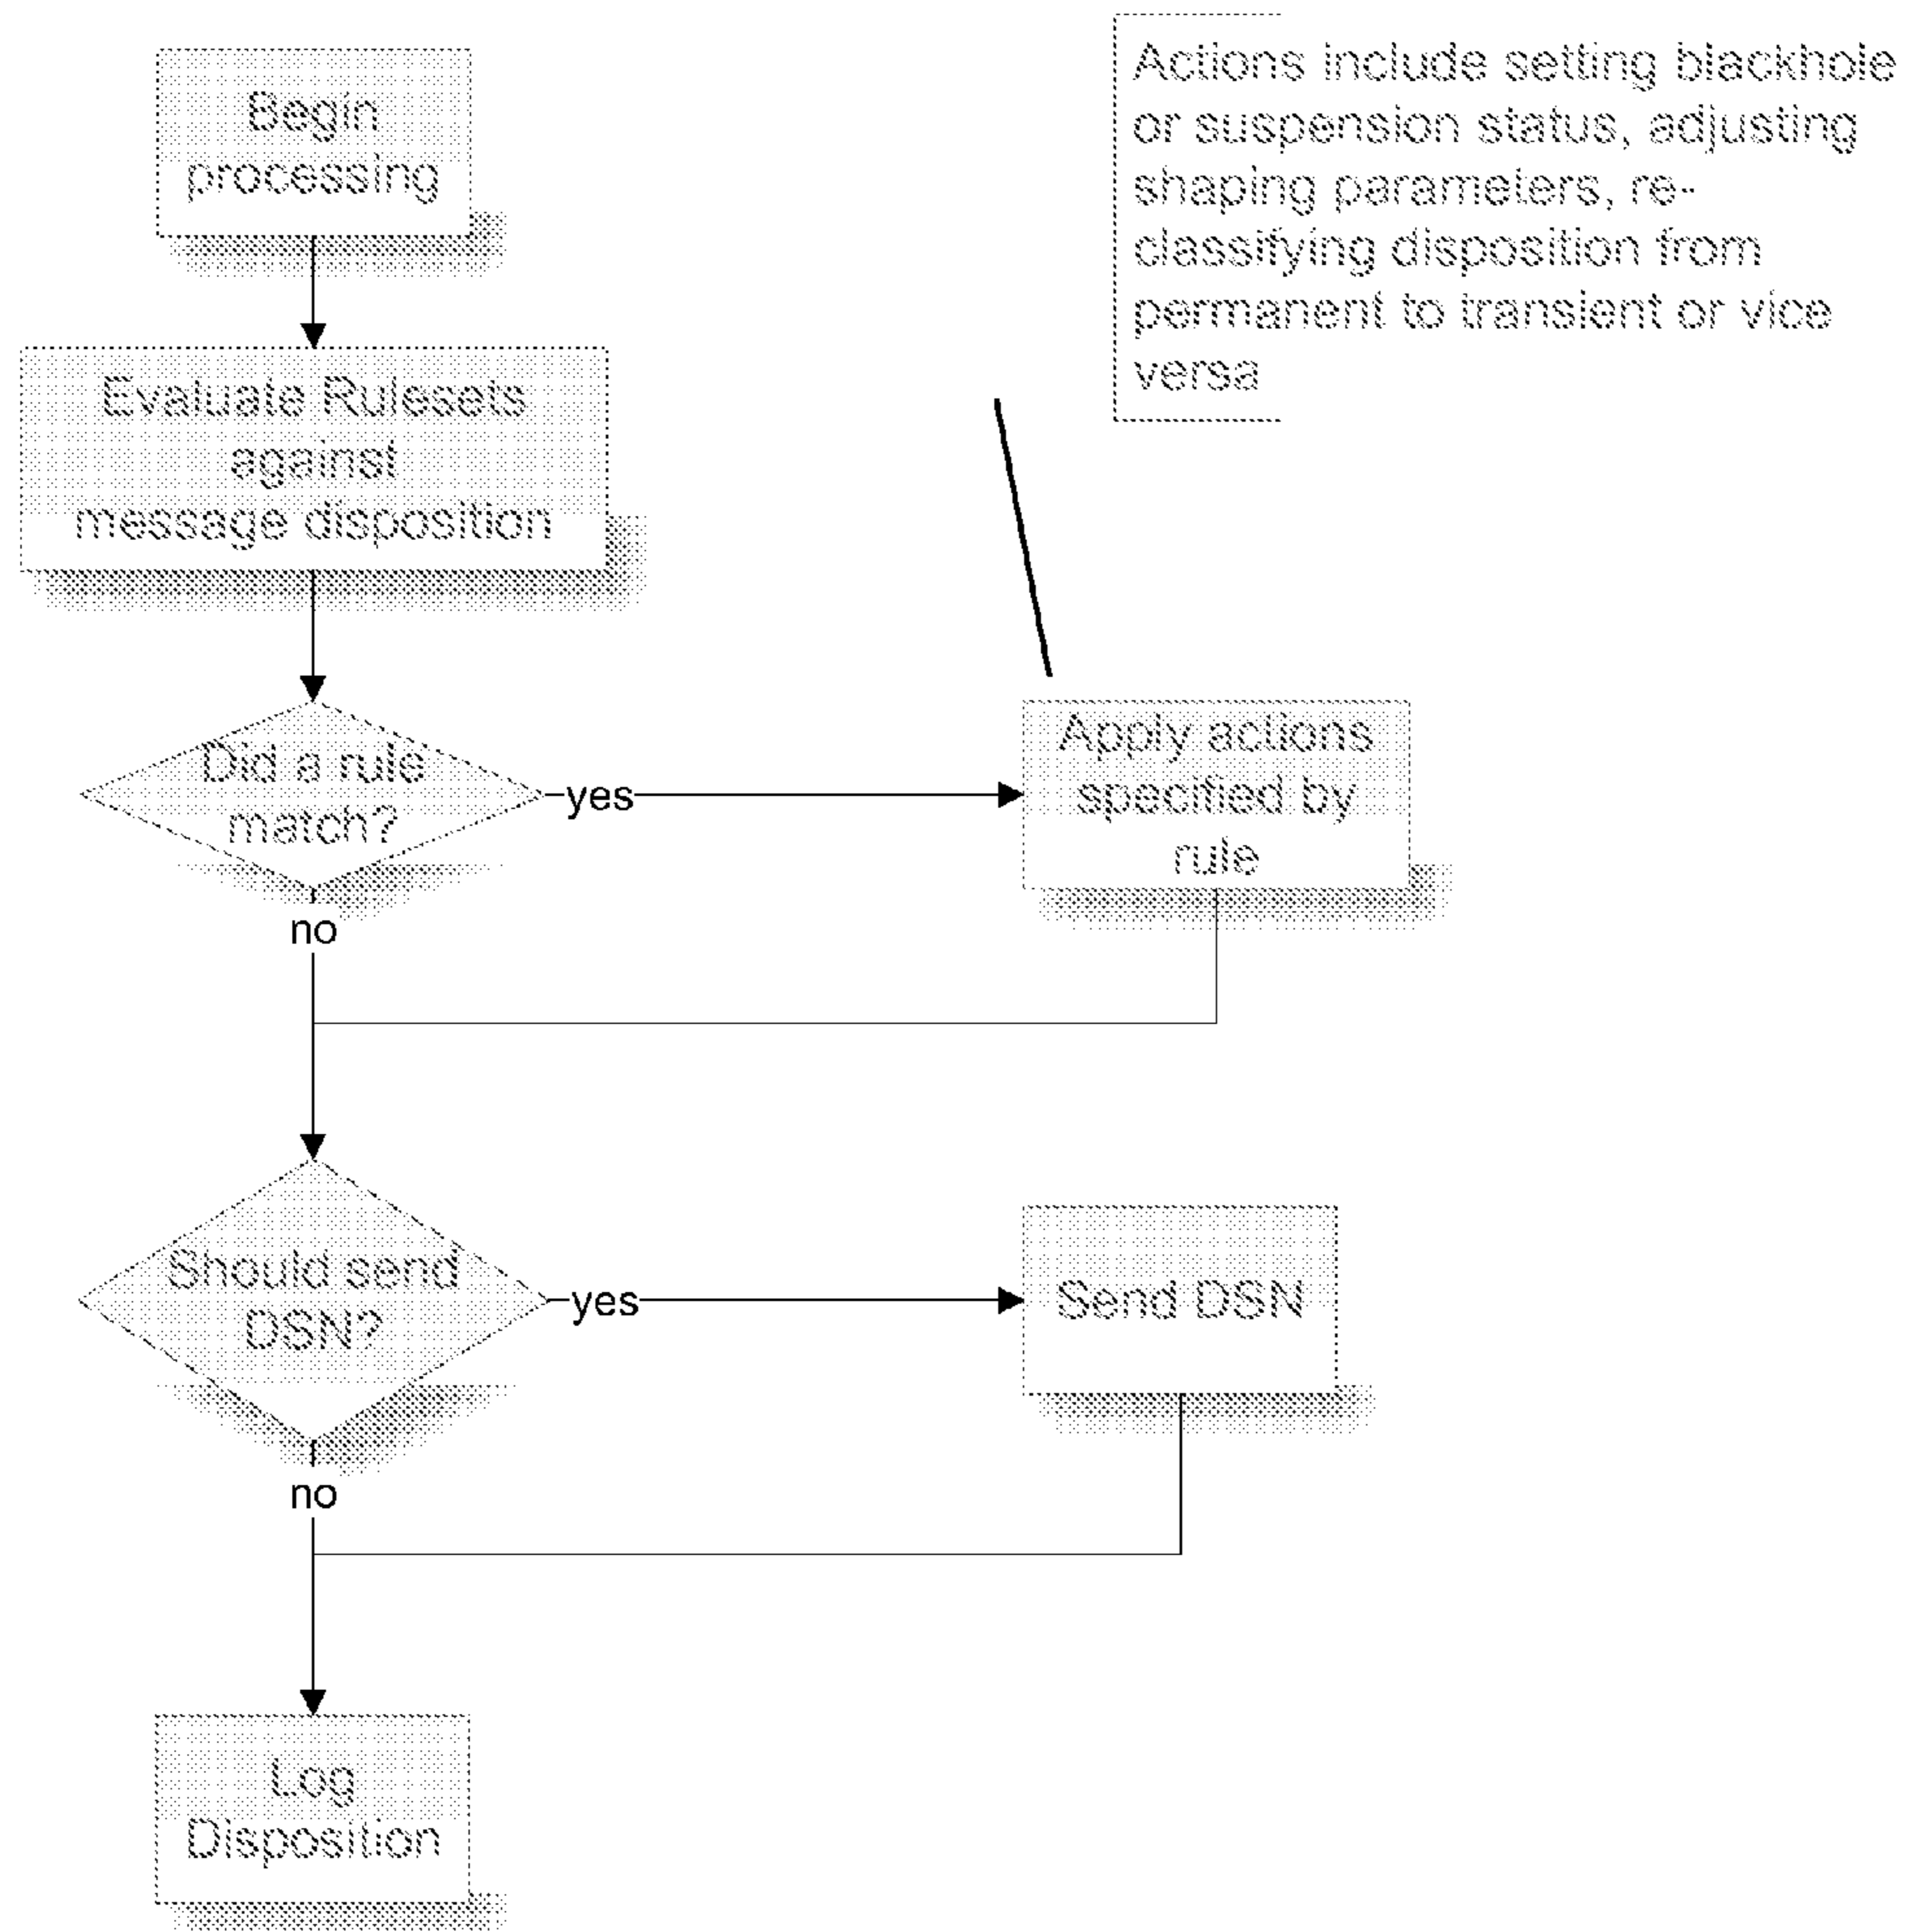 Begin
processing
Actions include setting blackhole
or suspension status, adjusting
shaping parameters, re-
classifying disposition from
permanent to transient or vice
versa
Evaluate Rulesets
against
message disposition
Did a rule
match?
yes
Apply actions
specified by
rule
no
Should send
DSN?
yes
Send DSN
no
Log
Disposition